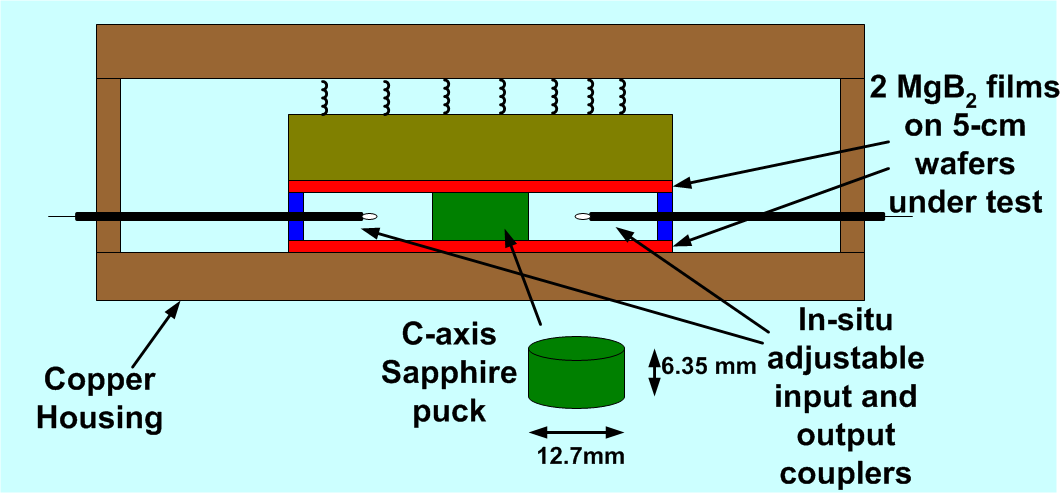 2 MgB2 films
on 5-cm
wafers
under test
C-axis
Sapphire
puck
6.35 mm
12.7mm
In-situ
adjustable
input and
output
couplers
Copper
Housing